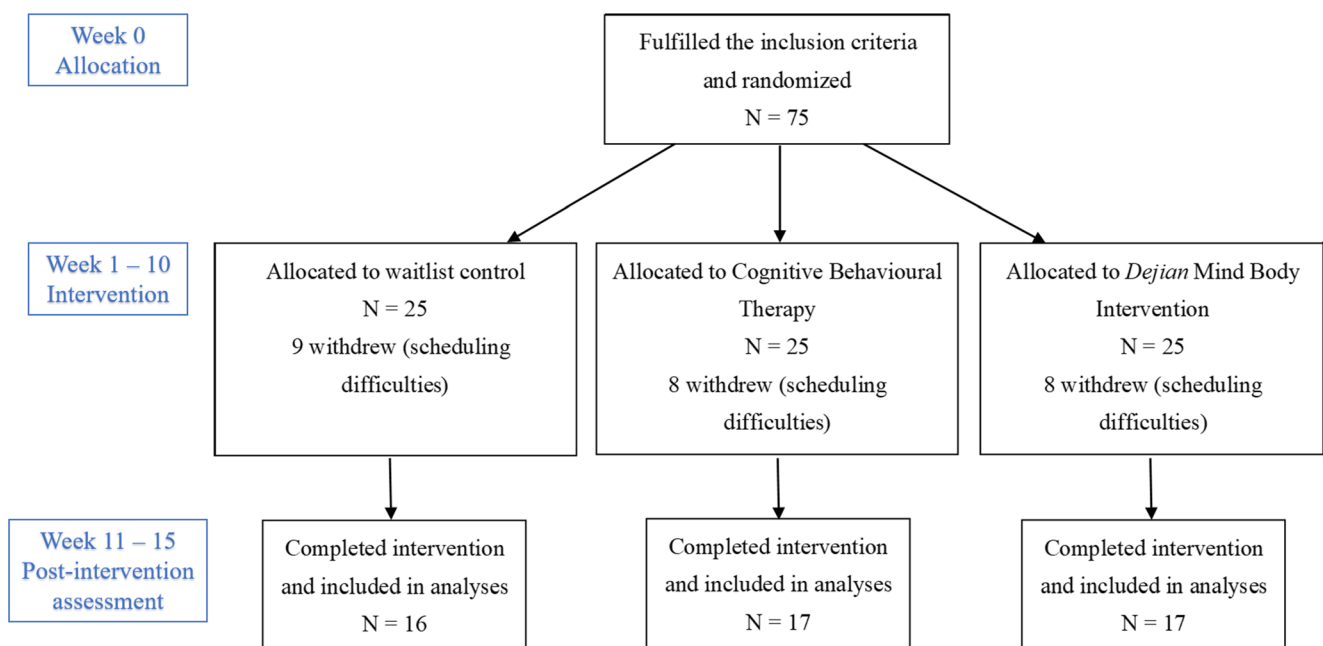 Week 0
Allocation
Fulfilled the inclusion criteria
and randomized
N = 75
Week 1 – 10
Intervention
Allocated to waitlist control
N = 25
9 withdrew (scheduling
difficulties)
Allocated to Cognitive Behavioural
Therapy
N = 25
8 withdrew (scheduling
difficulties)
Allocated to Dejian Mind Body
Intervention
N = 25
8 withdrew (scheduling
difficulties)
Week 11 – 15
Post-intervention
assessment
Completed intervention
and included in analyses
N = 16
Completed intervention
and included in analyses
N = 17
Completed intervention
and included in analyses
N = 17